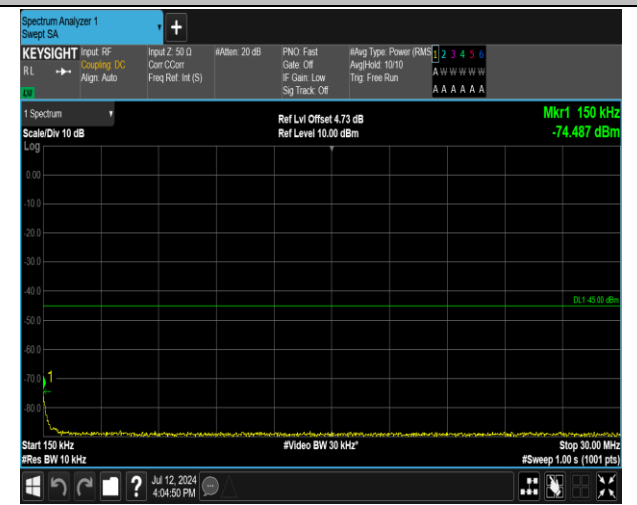 Spectrum Analyzer 1
Swept SA
KEYSIGHT Input: RF Input Z: 50 Ω #Atten: 20 dB PNO: Fast #Avg Type: Power (RMS 1 2 3 4 5 6
RL Coupling: DC Corr CCorr Gate: Off Avg|Hold: 10/10 A W W W W W
Align: Auto Freq Ref: Int (S) IF Gain: Low Trig: Free Run
Sig Track: Off A A A A A A
1 Spectrum Ref Lvl Offset 4.73 dB Mkr1 150 kHz
Scale/Div 10 dB Ref Level 10.00 dBm -74.487 dBm
Log
0.00
-10.0
-20.0
-30.0
-40.0
DL1 -45.00 dBm
-50.0
-60.0
-70.0 1
-80.0
Start 150 kHz #Video BW 30 kHz* Stop 30.00 MHz
#Res BW 10 kHz #Sweep 1.00 s (1001 pts)
? Jul 12, 2024
4:04:50 PM